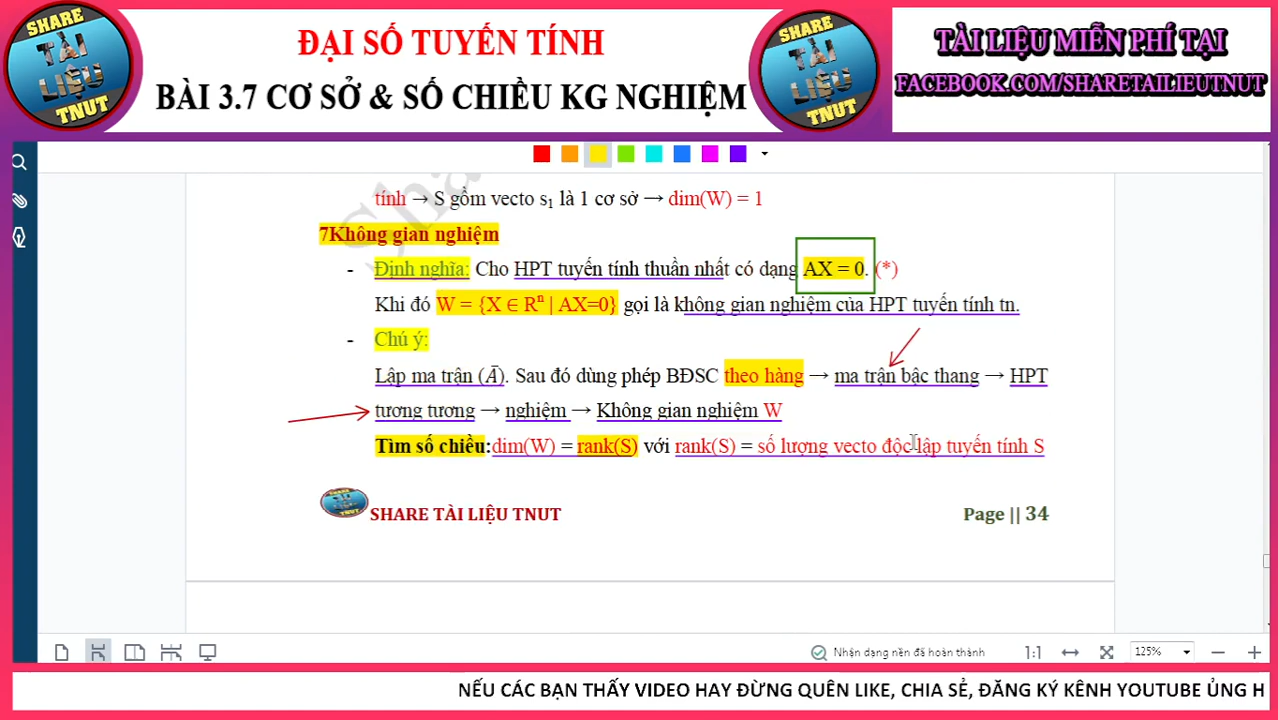 SHARE
TÀI
LIỆU
TNUT
ĐẠI SỐ TUYẾN TÍNH
BÀI 3.7 CƠ SỞ & SỐ CHIỀU KG NGHIỆM
SHARE
TÀI
LIỆU
TNUT
TÀI LIỆU MIỄN PHÍ TẠI
FACEBOOK.COM/SHARETAILIEUTNUT
Sha
tính → S gồm vecto s₁ là 1 cơ sở → dim(W) = 1
7Không gian nghiệm
- Định nghĩa: Cho HPT tuyến tính thuần nhất có dạng AX = 0. (*)
Khi đó W = {X ∈ Rⁿ | AX=0} gọi là không gian nghiệm của HPT tuyến tính tn.
- Chú ý:
Lập ma trận (Ā). Sau đó dùng phép BĐSC theo hàng → ma trận bậc thang → HPT
tương tương → nghiệm → Không gian nghiệm W
Tìm số chiều:dim(W) = rank(S) với rank(S) = số lượng vecto độc lập tuyến tính S
SHARE TÀI LIỆU TNUT Page || 34
Nhận dạng nền đã hoàn thành 1:1 125%
NẾU CÁC BẠN THẤY VIDEO HAY ĐỪNG QUÊN LIKE, CHIA SẺ, ĐĂNG KÝ KÊNH YOUTUBE ỦNG H